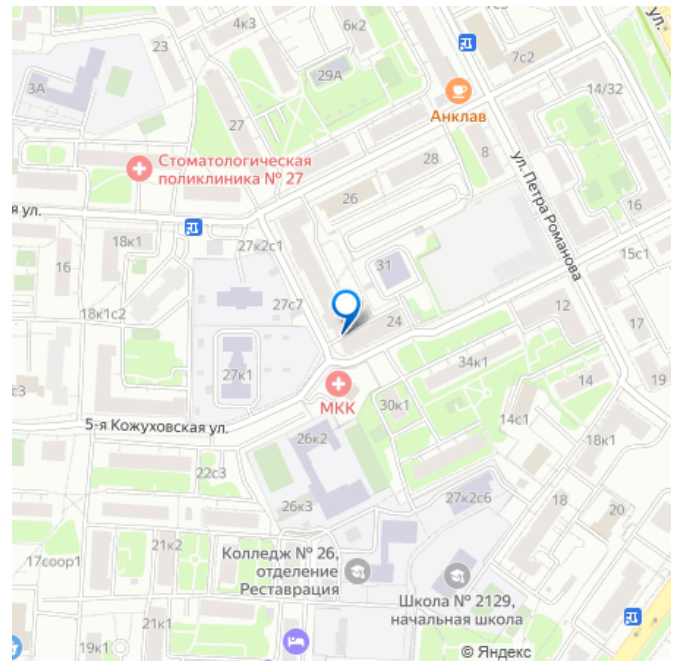 4к3
6к2
ул.
23
7с2
29А
3А
14/32
Анклав
27
Стоматологическая
поликлиника № 27
28
8
ул. Петра Романова
26
16
я ул.
18к1
27к2с1
15с1
16
31
27с7
18к1с2
24
12
17
34к1
27к1
14
19
с3
МКК
30к1
14с1
5-я Кожуховская ул.
26к2
18к1
22с3
26к3
27к2с6
18
20
21к2
17соор1
Колледж № 26,
отделение
Реставрация
Школа № 2129,
начальная школа
21к1
19к1
© Яндекс